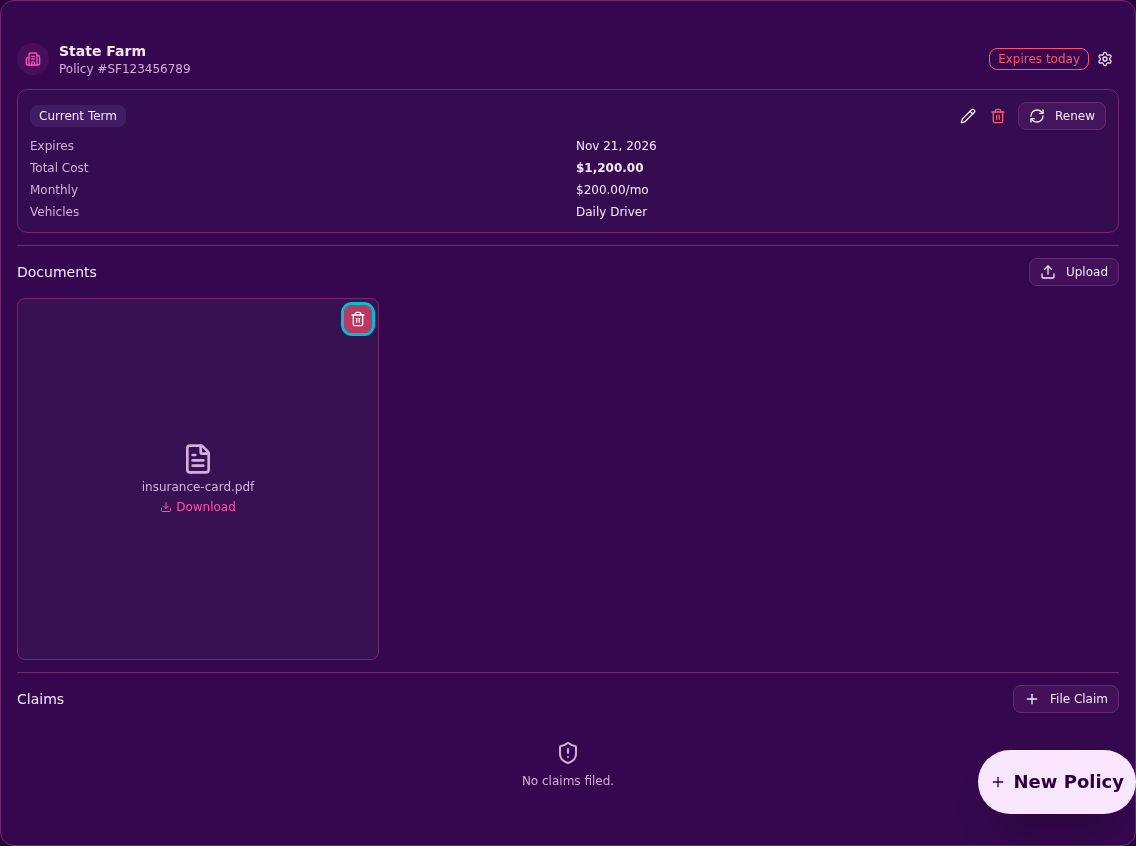 State Farm
Policy #SF123456789
Expires today
Current Term
Renew
Expires Nov 21, 2026
Total Cost $1,200.00
Monthly $200.00/mo
Vehicles Daily Driver
Documents
Upload
insurance-card.pdf
Download
Claims
File Claim
No claims filed.
+ New Policy